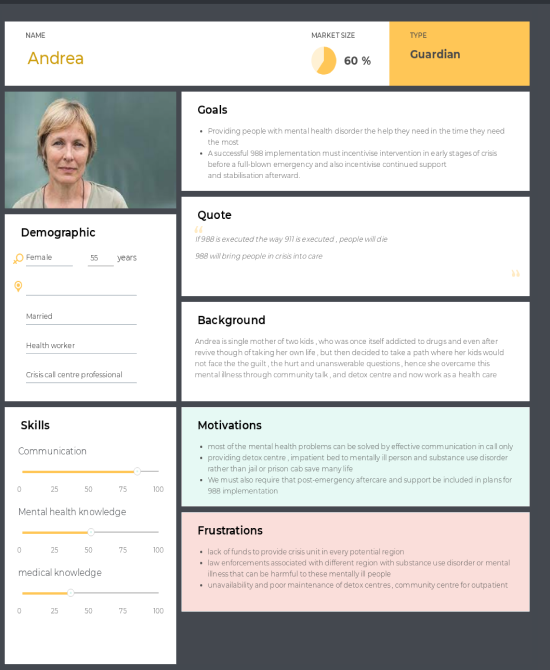 NAME
Andrea
MARKET SIZE
60 %
TYPE
Guardian
Demographic
Female 55 years
Married
Health worker
Crisis call centre professional
Skills
Communication
0 25 50 75 100
Mental health knowledge
0 25 50 75 100
medical knowledge
0 25 50 75 100
Goals
• Providing people with mental health disorder the help they need in the time they need
the most
• A successful 988 implementation must incentivise intervention in early stages of crisis
before a full-blown emergency and also incentivise continued support
and stabilisation afterward.
Quote
“
If 988 is executed the way 911 is executed , people will die
988 will bring people in crisis into care
“
Background
Andrea is single mother of two kids , who was once itself addicted to drugs and even after
revive though of taking her own life , but then decided to take a path where her kids would
not face the the guilt , the hurt and unanswerable questions , hence she overcame this
mental illness through community talk , and detox centre and now work as a health care
Motivations
• most of the mental health problems can be solved by effective communication in call only
• providing detox centre , impatient bed to mentally ill person and substance use disorder
rather than jail or prison cab save many life
• We must also require that post-emergency aftercare and support be included in plans for
988 implementation
Frustrations
• lack of funds to provide crisis unit in every potential region
• law enforcements associated with different region with substance use disorder or mental
illness that can be harmful to these mentally ill people
• unavailability and poor maintenance of detox centres , community centre for outpatient